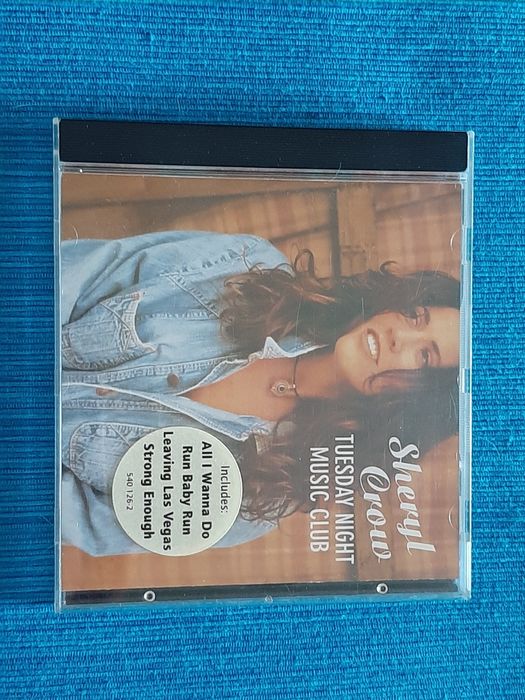 Sheryl
Crow
TUESDAY NIGHT
MUSIC CLUB
Includes:
All I Wanna Do
Run Baby Run
Leaving Las Vegas
Strong Enough
540 126-2